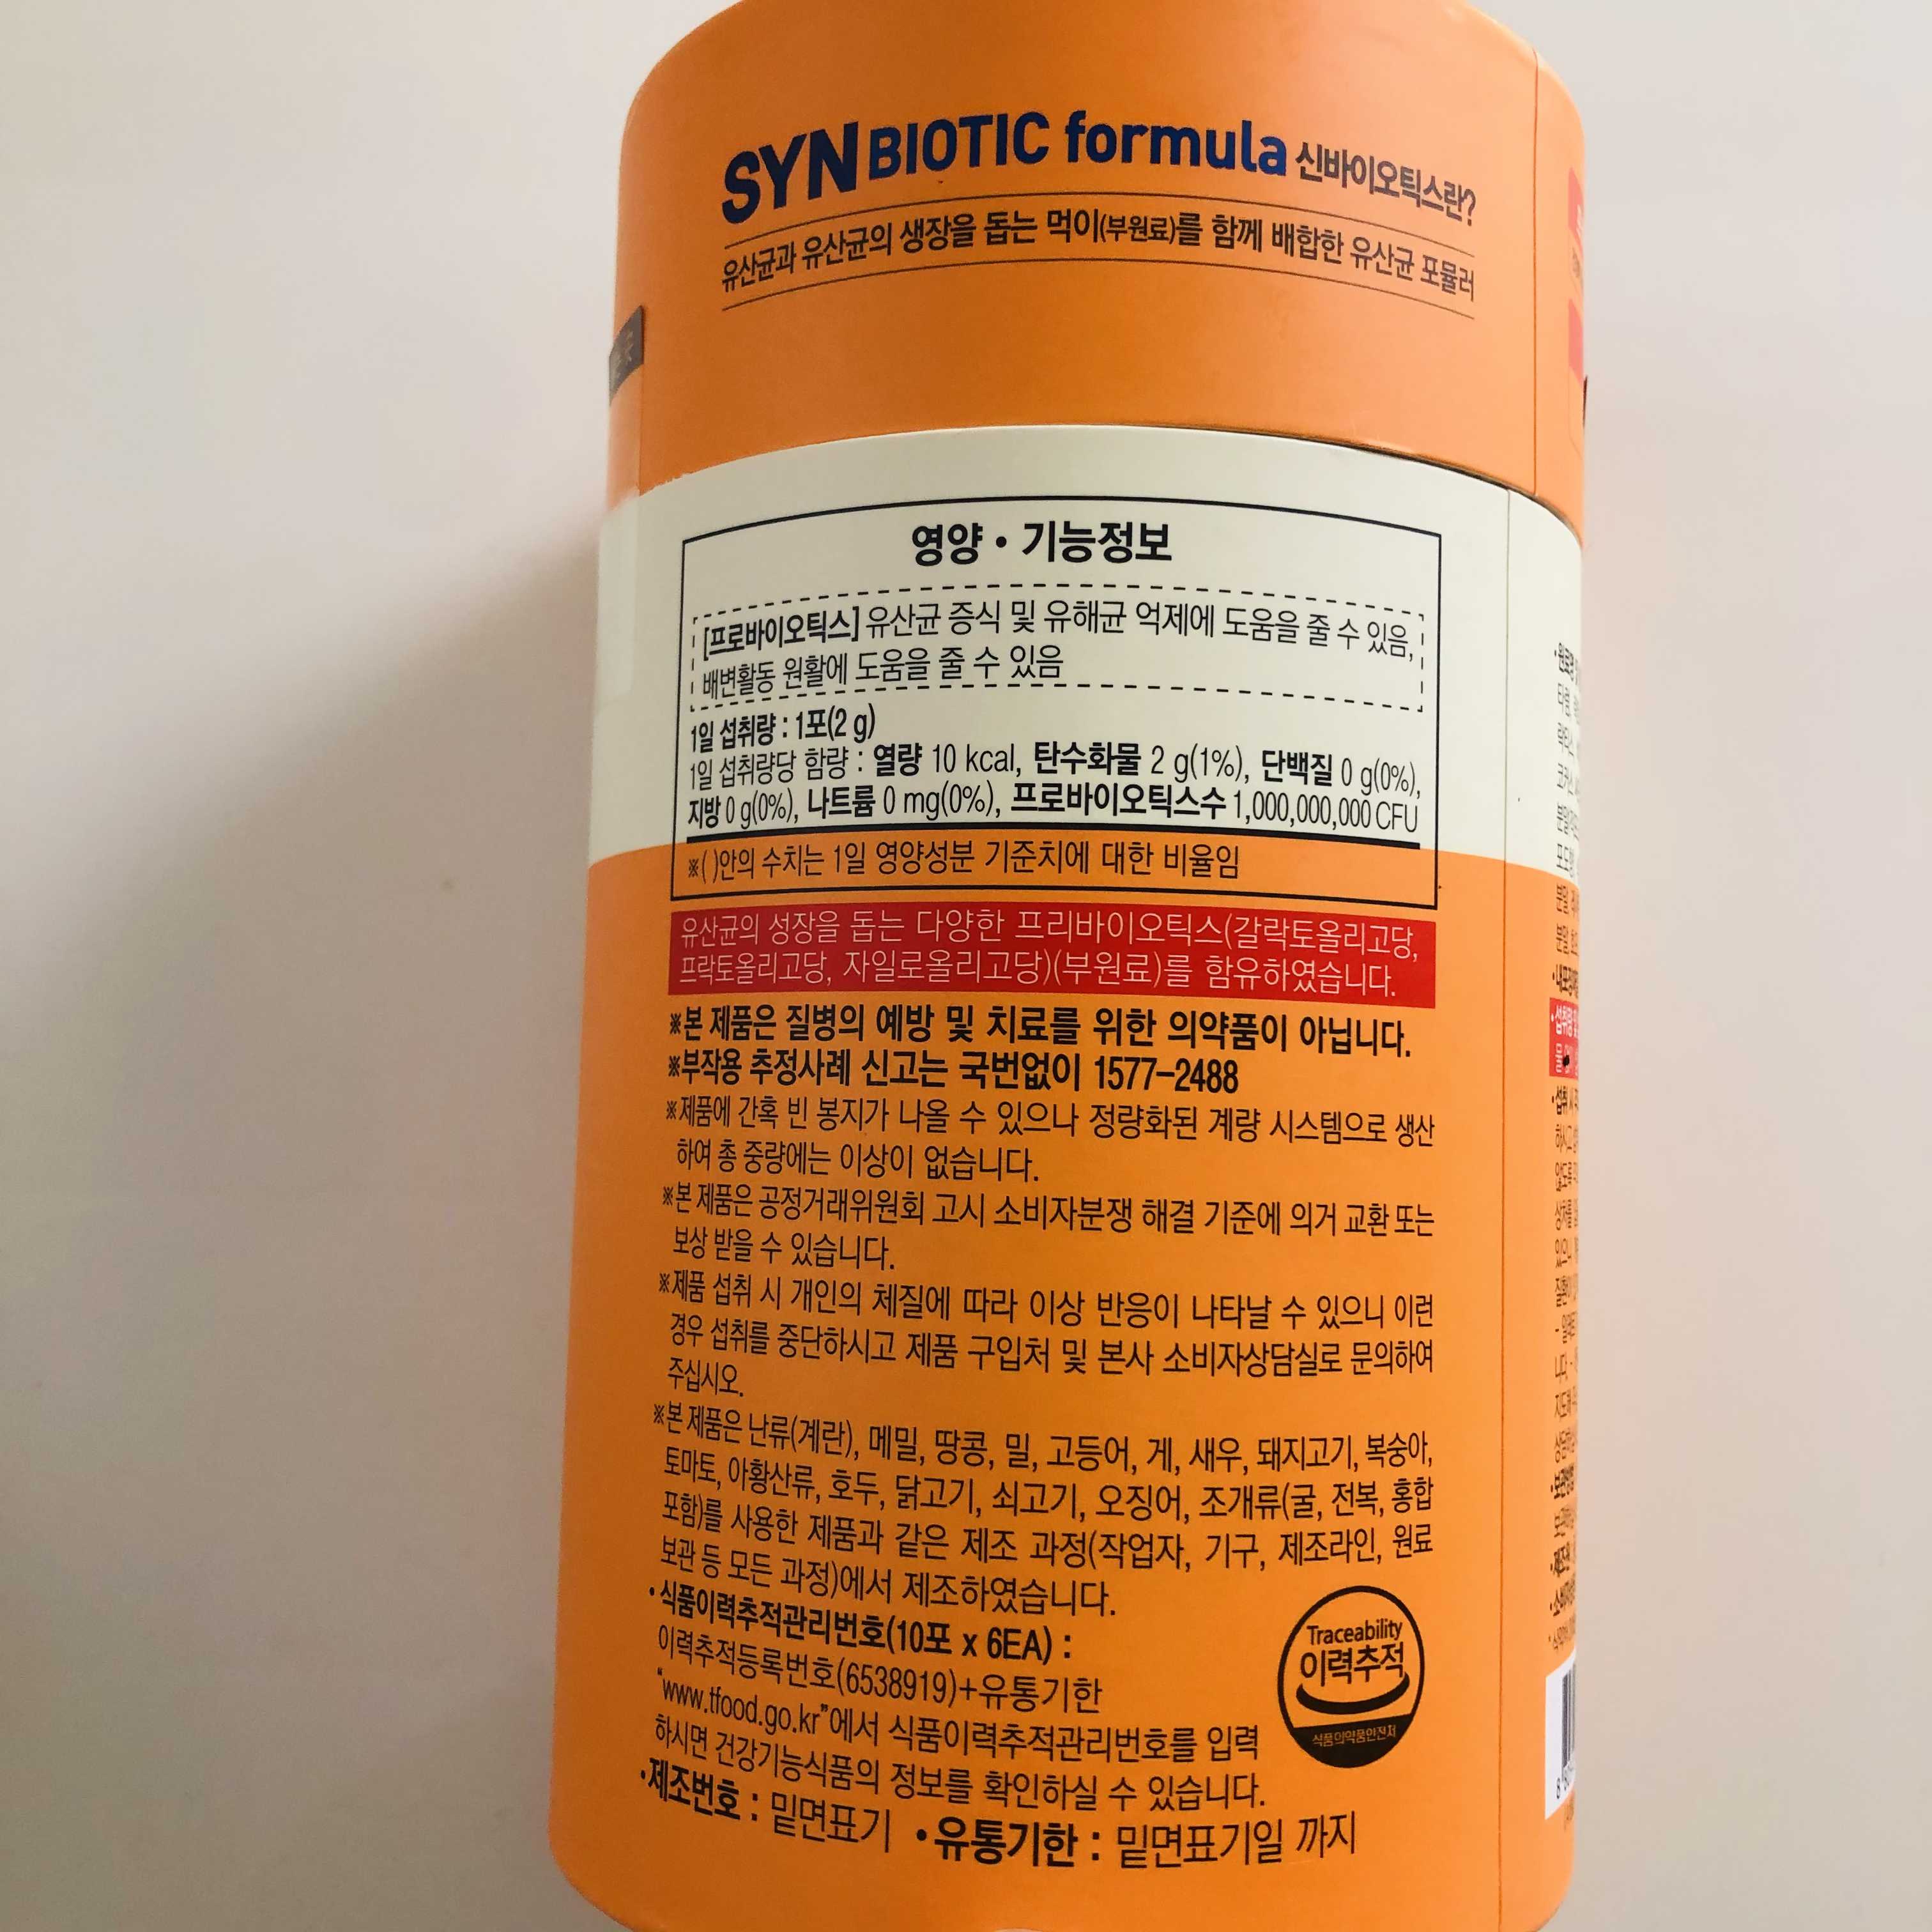 SYNBIOTIC formula 신바이오틱스란?
유산균과 유산균의 생장을 돕는 먹이(부원료)를 함께 배합한 유산균 포뮬러
영양 • 기능정보
[프로바이오틱스] 유산균 증식 및 유해균 억제에 도움을 줄 수 있음,
배변활동 원활에 도움을 줄 수 있음
1일 섭취량 : 1포(2 g)
1일 섭취량당 함량 : 열량 10 kcal, 탄수화물 2 g(1%), 단백질 0 g(0%),
지방 0 g(0%), 나트륨 0 mg(0%), 프로바이오틱스수 1,000,000,000 CFU
※( )안의 수치는 1일 영양성분 기준치에 대한 비율임
유산균의 성장을 돕는 다양한 프리바이오틱스(갈락토올리고당,
프락토올리고당, 자일로올리고당)(부원료)를 함유하였습니다.
※본 제품은 질병의 예방 및 치료를 위한 의약품이 아닙니다.
※부작용 추정사례 신고는 국번없이 1577-2488
※제품에 간혹 빈 봉지가 나올 수 있으나 정량화된 계량 시스템으로 생산
하여 총 중량에는 이상이 없습니다.
※본 제품은 공정거래위원회 고시 소비자분쟁 해결 기준에 의거 교환 또는
보상 받을 수 있습니다.
※제품 섭취 시 개인의 체질에 따라 이상 반응이 나타날 수 있으니 이런
경우 섭취를 중단하시고 제품 구입처 및 본사 소비자상담실로 문의하여
주십시오.
※본 제품은 난류(계란), 메밀, 땅콩, 밀, 고등어, 게, 새우, 돼지고기, 복숭아,
토마토, 아황산류, 호두, 닭고기, 쇠고기, 오징어, 조개류(굴, 전복, 홍합
포함)를 사용한 제품과 같은 제조 과정(작업자, 기구, 제조라인, 원료
보관 등 모든 과정)에서 제조하였습니다.
• 식품이력추적관리번호(10포 x 6EA) :
이력추적등록번호(6538919)+유통기한
"www.tfood.go.kr"에서 식품이력추적관리번호를 입력
하시면 건강기능식품의 정보를 확인하실 수 있습니다.
Traceability
이력추적
식품의약품안전처
•제조번호 : 밑면표기 •유통기한 : 밑면표기일 까지